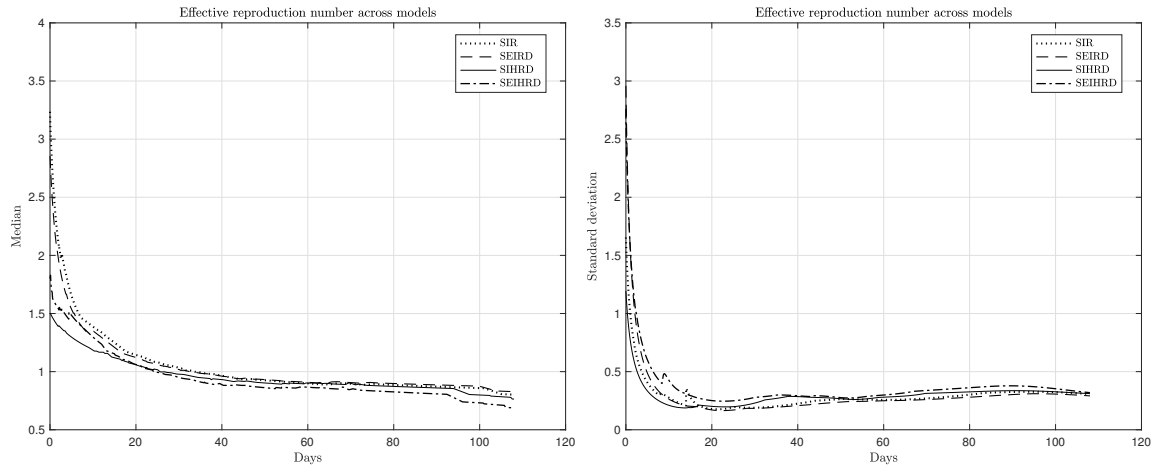 Effective reproduction number across models
4
3.5
3
2.5
2
1.5
1
0.5
Median
0 20 40 60 80 100 120
Days
SIR
SEIRD
SIHRD
SEIHRD
Effective reproduction number across models
3.5
3
2.5
2
1.5
1
0.5
0
Standard deviation
0 20 40 60 80 100 120
Days
SIR
SEIRD
SIHRD
SEIHRD